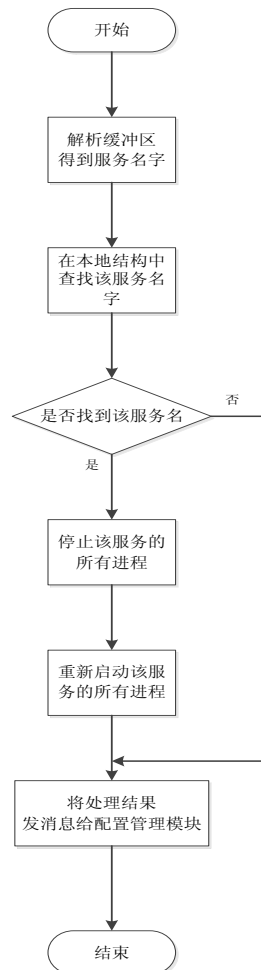 开始
解析缓冲区
得到服务名字
在本地结构中
查找该服务名
字
是否找到该服务名
否
是
停止该服务的
所有进程
重新启动该服
务的所有进程
将处理结果
发消息给配置管理模块
结束